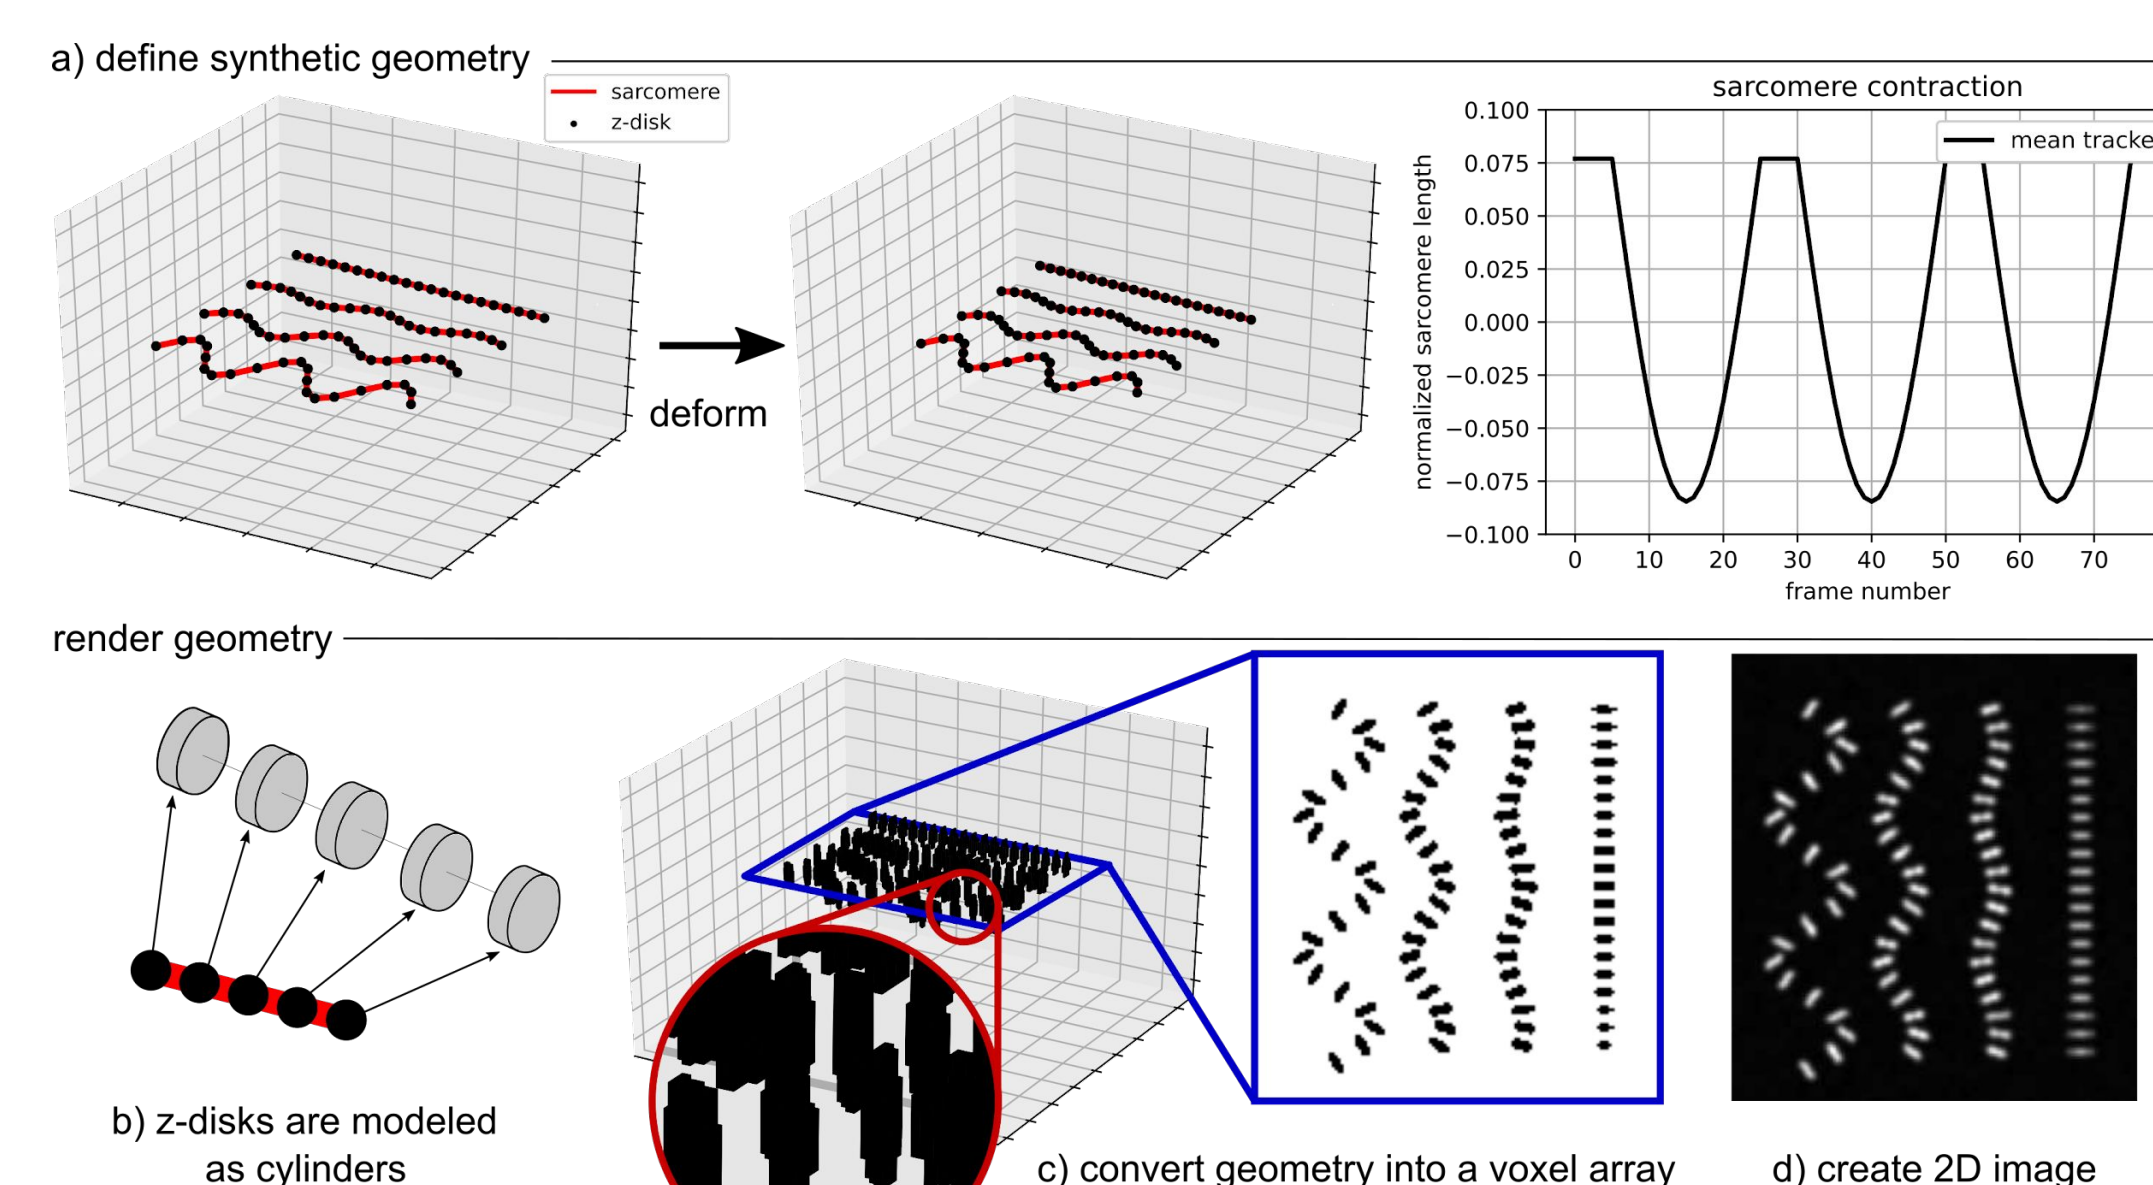 a) define synthetic geometry
sarcomere
z-disk
deform
sarcomere contraction
mean tracke
normalized sarcomere length
0.100
0.075
0.050
0.025
0.000
−0.025
−0.050
−0.075
−0.100
0 10 20 30 40 50 60 70
frame number
render geometry
b) z-disks are modeled
as cylinders
c) convert geometry into a voxel array
d) create 2D image